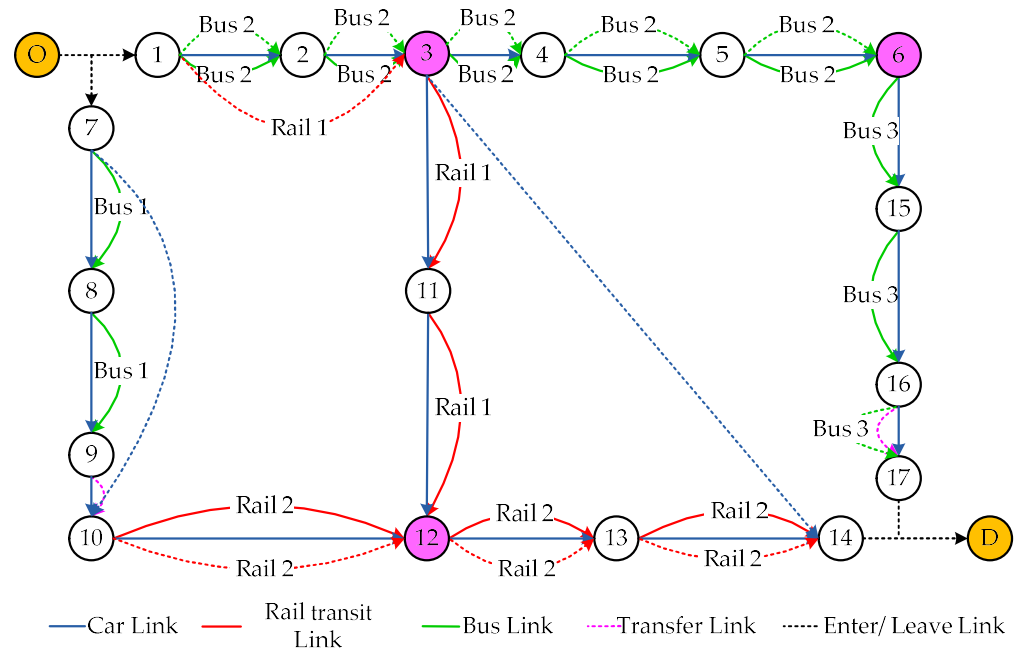 Bus 2 Bus 2 Bus 2 Bus 2 Bus 2
O 1 2 3 4 5 6
Bus 2 Bus 2 Bus 2 Bus 2 Bus 2
Rail 1
7 Bus 3
Rail 1
Bus 1 15
8 11 Bus 3
Bus 1 16
Rail 1
Bus 3
9 17
Rail 2 Rail 2 Rail 2
10 12 13 14 D
Rail 2 Rail 2 Rail 2
Car Link
Rail transit
Link
Bus Link
Transfer Link
Enter/ Leave Link